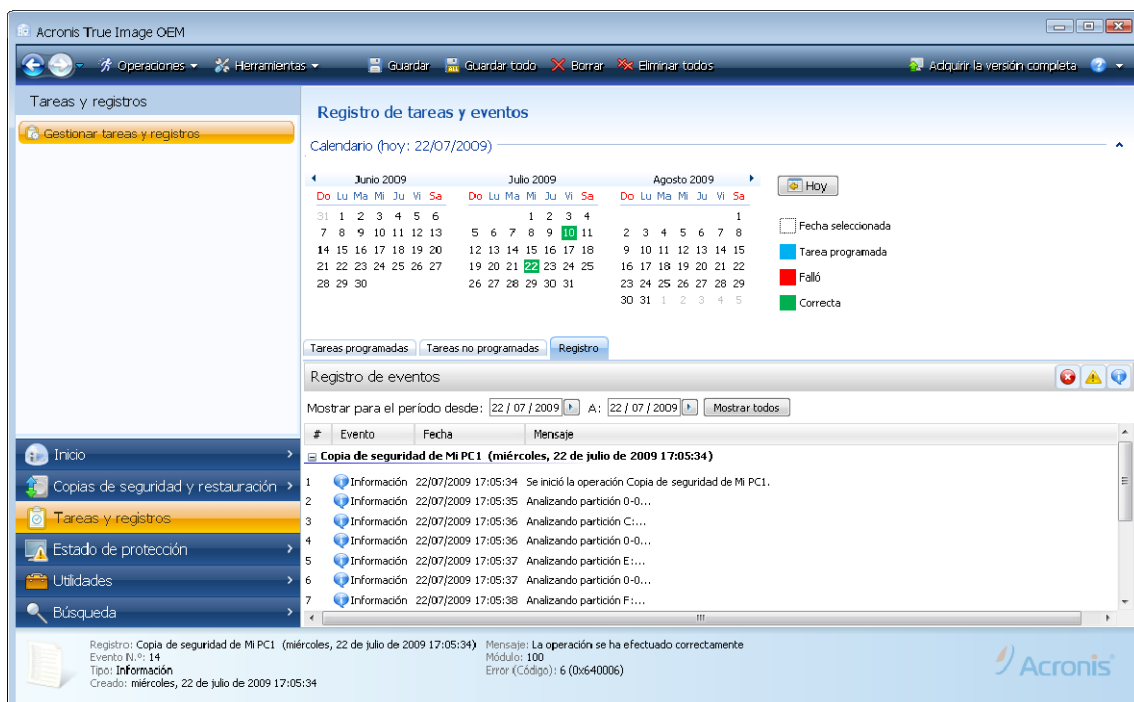 Acronis True Image OEM
Operaciones Herramientas Guardar Guardar todo Borrar Eliminar todos Adquirir la versión completa
Tareas y registros
Gestionar tareas y registros
Registro de tareas y eventos
Calendario (hoy: 22/07/2009)
Junio 2009 Julio 2009 Agosto 2009
Do Lu Ma Mi Ju Vi Sa Do Lu Ma Mi Ju Vi Sa Do Lu Ma Mi Ju Vi Sa
31 1 2 3 4 5 6 1 2 3 4 1
7 8 9 10 11 12 13 5 6 7 8 9 10 11 2 3 4 5 6 7 8
14 15 16 17 18 19 20 12 13 14 15 16 17 18 9 10 11 12 13 14 15
21 22 23 24 25 26 27 19 20 21 22 23 24 25 16 17 18 19 20 21 22
28 29 30 26 27 28 29 30 31 23 24 25 26 27 28 29
30 31 1 2 3 4 5
Hoy
Fecha seleccionada
Tarea programada
Falló
Correcta
Tareas programadas Tareas no programadas Registro
Registro de eventos
Mostrar para el período desde: 22 / 07 / 2009 A: 22 / 07 / 2009 Mostrar todos
# Evento Fecha Mensaje
Copia de seguridad de Mi PC1 (miércoles, 22 de julio de 2009 17:05:34)
1 Información 22/07/2009 17:05:34 Se inició la operación Copia de seguridad de Mi PC1.
2 Información 22/07/2009 17:05:35 Analizando partición 0-0...
3 Información 22/07/2009 17:05:36 Analizando partición C:...
4 Información 22/07/2009 17:05:36 Analizando partición 0-0...
5 Información 22/07/2009 17:05:37 Analizando partición E:...
6 Información 22/07/2009 17:05:37 Analizando partición 0-0...
7 Información 22/07/2009 17:05:38 Analizando partición F:...
Inicio
Copias de seguridad y restauración
Tareas y registros
Estado de protección
Utilidades
Búsqueda
Registro: Copia de seguridad de Mi PC1 (miércoles, 22 de julio de 2009 17:05:34)
Evento N.º: 14
Tipo: Información
Creado: miércoles, 22 de julio de 2009 17:05:34
Mensaje: La operación se ha efectuado correctamente
Módulo: 100
Error (Código): 6 (0x640006)
Acronis